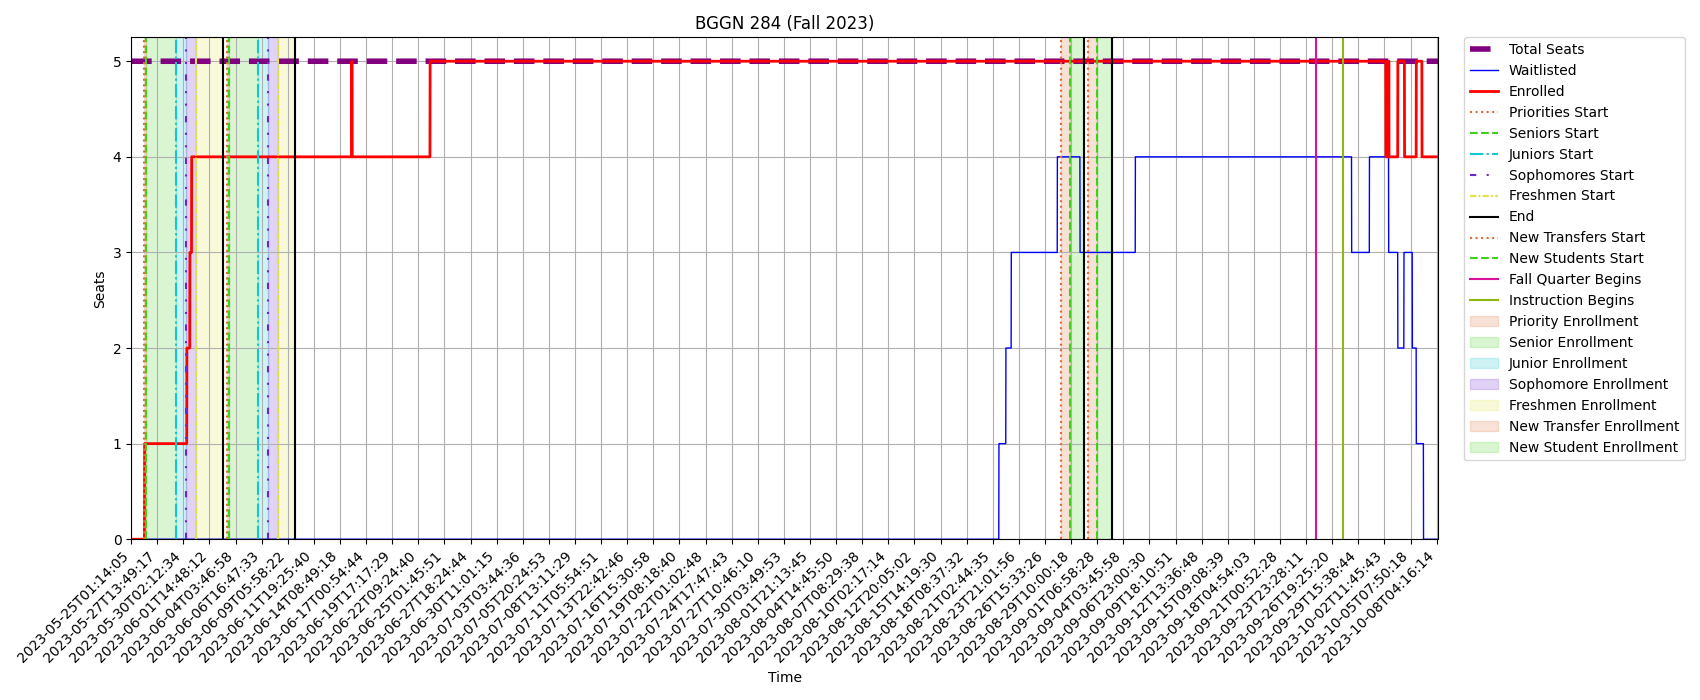 BGGN 284 (Fall 2023)
Seats
5
4
3
2
1
0
2023-05-25T01:14:05
2023-05-27T13:49:17
2023-05-30T02:12:34
2023-06-01T14:48:12
2023-06-04T03:46:58
2023-06-06T16:47:33
2023-06-09T05:58:22
2023-06-11T19:25:40
2023-06-14T08:49:18
2023-06-17T00:54:44
2023-06-19T17:17:29
2023-06-22T09:24:40
2023-06-25T01:45:51
2023-06-27T18:24:44
2023-06-30T11:01:15
2023-07-03T03:44:36
2023-07-05T20:24:53
2023-07-08T13:11:29
2023-07-11T05:54:51
2023-07-13T22:42:46
2023-07-16T15:30:58
2023-07-19T08:18:40
2023-07-22T01:02:48
2023-07-24T17:47:43
2023-07-27T10:46:10
2023-07-30T03:49:53
2023-08-01T21:13:45
2023-08-04T14:45:50
2023-08-07T08:29:38
2023-08-10T02:17:14
2023-08-12T20:05:02
2023-08-15T14:19:30
2023-08-18T08:37:32
2023-08-21T02:44:35
2023-08-23T21:01:56
2023-08-26T15:33:26
2023-08-29T10:00:18
2023-09-01T06:58:28
2023-09-04T03:45:58
2023-09-06T23:00:30
2023-09-09T18:10:51
2023-09-12T13:36:48
2023-09-15T09:08:39
2023-09-18T04:54:03
2023-09-21T00:52:28
2023-09-23T23:28:11
2023-09-26T19:25:20
2023-09-29T15:38:44
2023-10-02T11:45:43
2023-10-05T07:50:18
2023-10-08T04:16:14
Time
Total Seats
Waitlisted
Enrolled
Priorities Start
Seniors Start
Juniors Start
Sophomores Start
Freshmen Start
End
New Transfers Start
New Students Start
Fall Quarter Begins
Instruction Begins
Priority Enrollment
Senior Enrollment
Junior Enrollment
Sophomore Enrollment
Freshmen Enrollment
New Transfer Enrollment
New Student Enrollment